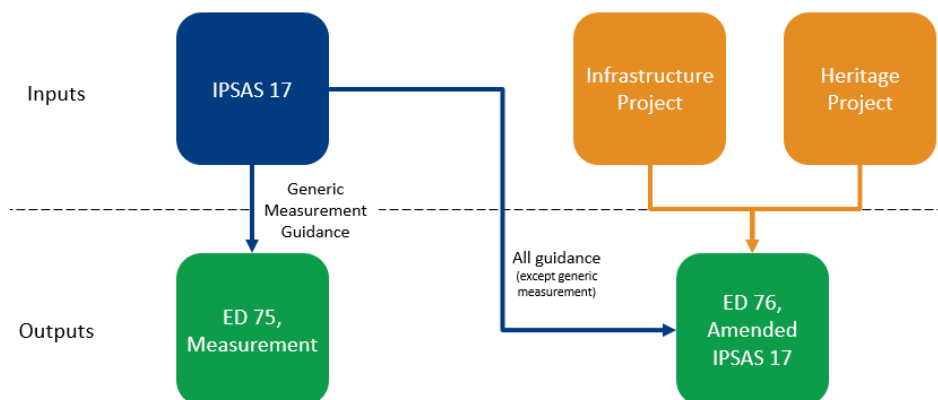 Inputs
IPSAS 17
Infrastructure
Project
Heritage
Project
Generic
Measurement
Guidance
All guidance
(except generic
measurement)
Outputs
ED 75,
Measurement
ED 76,
Amended
IPSAS 17